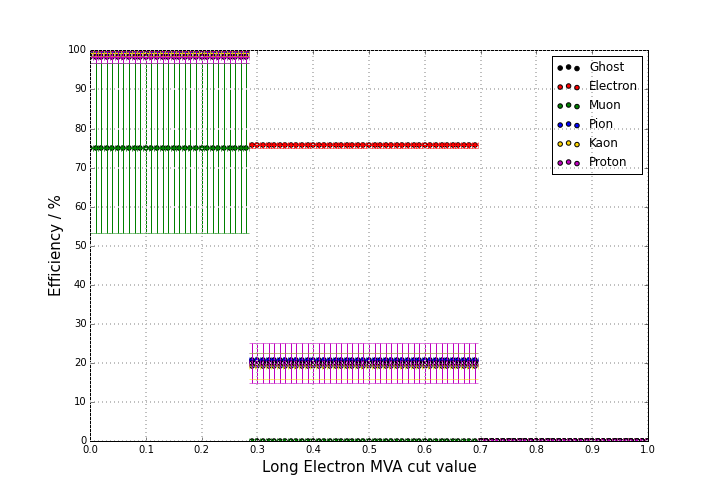 100
90
80
70
60
50
40
30
20
10
0
Efficiency / %
0.0 0.1 0.2 0.3 0.4 0.5 0.6 0.7 0.8 0.9 1.0
Long Electron MVA cut value
Ghost
Electron
Muon
Pion
Kaon
Proton